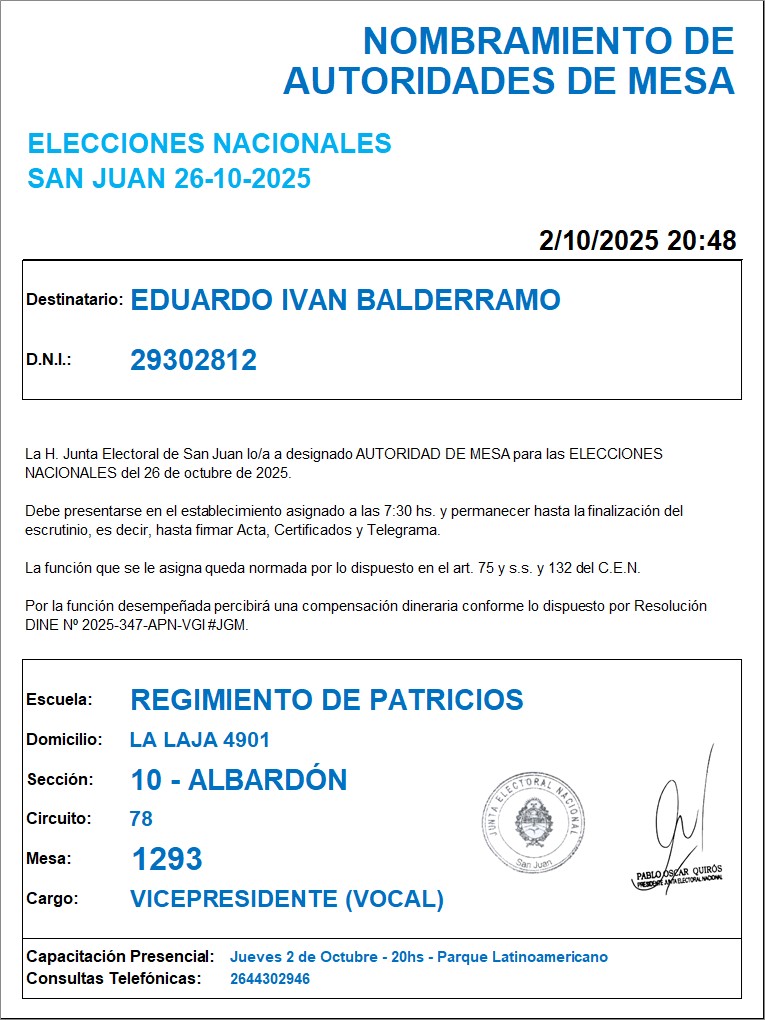 NOMBRAMIENTO DE
AUTORIDADES DE MESA
ELECCIONES NACIONALES
SAN JUAN 26-10-2025
2/10/2025 20:48
Destinatario: EDUARDO IVAN BALDERRAMO
D.N.I.: 29302812
La H. Junta Electoral de San Juan lo/a a designado AUTORIDAD DE MESA para las ELECCIONES
NACIONALES del 26 de octubre de 2025.
Debe presentarse en el establecimiento asignado a las 7:30 hs. y permanecer hasta la finalización del
escrutinio, es decir, hasta firmar Acta, Certificados y Telegrama.
La función que se le asigna queda normada por lo dispuesto en el art. 75 y s.s. y 132 del C.E.N.
Por la función desempeñada percibirá una compensación dineraria conforme lo dispuesto por Resolución
DINE Nº 2025-347-APN-VGI#JGM.
Escuela: REGIMIENTO DE PATRICIOS
Domicilio: LA LAJA 4901
Sección: 10 - ALBARDÓN
Circuito: 78
Mesa: 1293
Cargo: VICEPRESIDENTE (VOCAL)
JUNTA ELECTORAL NACIONAL
San Juan
PABLO OSCAR QUIRÓS
PRESIDENTE JUNTA ELECTORAL NACIONAL
Capacitación Presencial: Jueves 2 de Octubre - 20hs - Parque Latinoamericano
Consultas Telefónicas: 2644302946